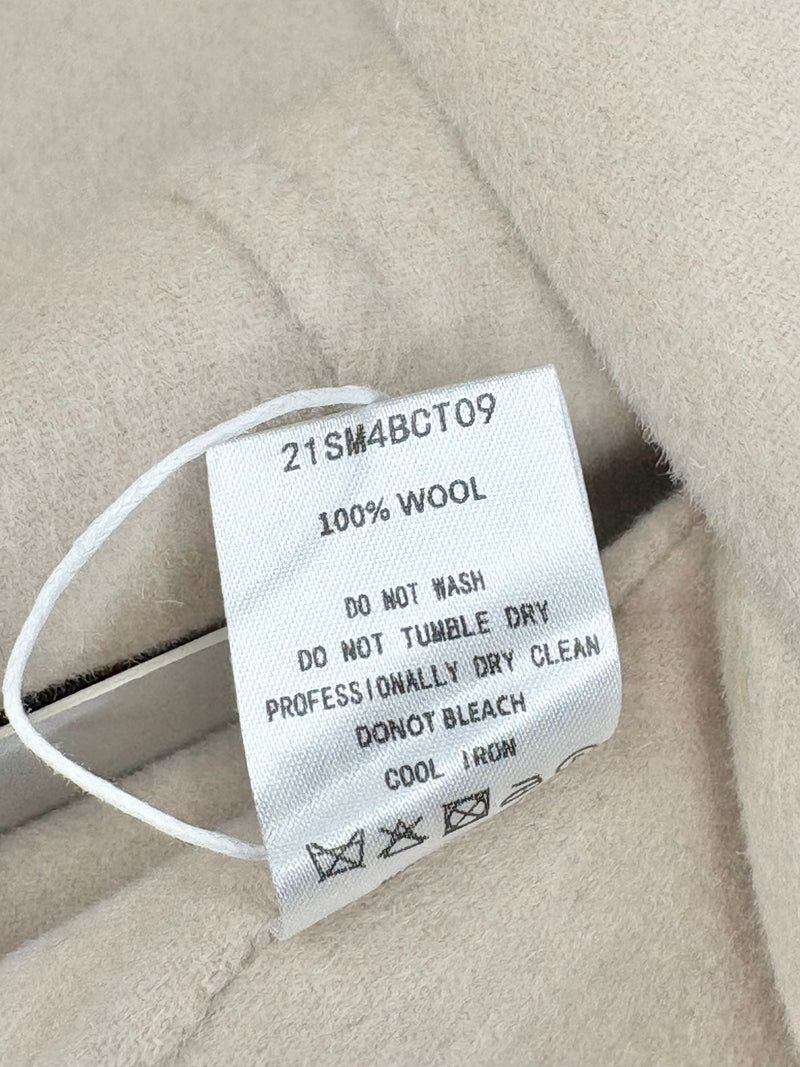 21SM4BCT09
100% WOOL
DO NOT WASH
DO NOT TUMBLE DRY
PROFESSIONALLY DRY CLEAN
DONOT BLEACH
COOL IRON